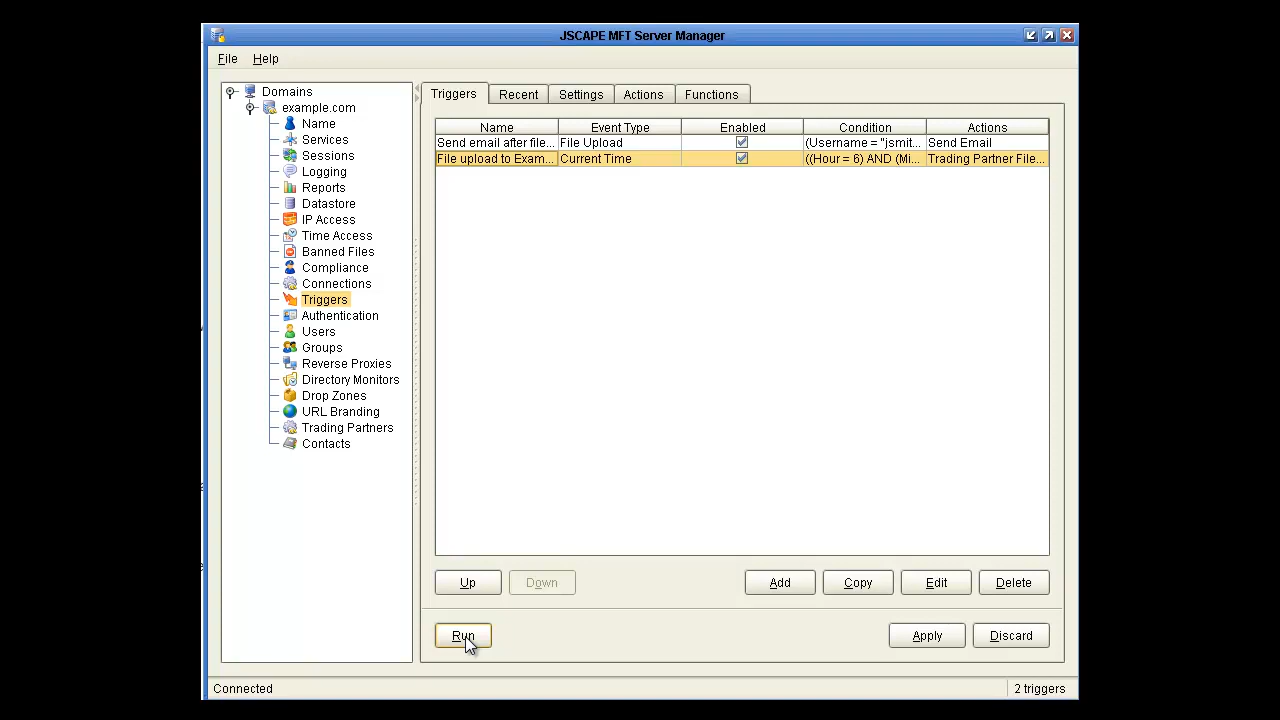 JSCAPE MFT Server Manager
File Help
Domains
example.com
Name
Services
Sessions
Logging
Reports
Datastore
IP Access
Time Access
Banned Files
Compliance
Connections
Triggers
Authentication
Users
Groups
Reverse Proxies
Directory Monitors
Drop Zones
URL Branding
Trading Partners
Contacts
Triggers Recent Settings Actions Functions
Name Event Type Enabled Condition Actions
Send email after file... File Upload (Username = "jsmit... Send Email
File upload to Exam... Current Time ((Hour = 6) AND (Mi... Trading Partner File...
Up Down Add Copy Edit Delete
Run Apply Discard
Connected 2 triggers